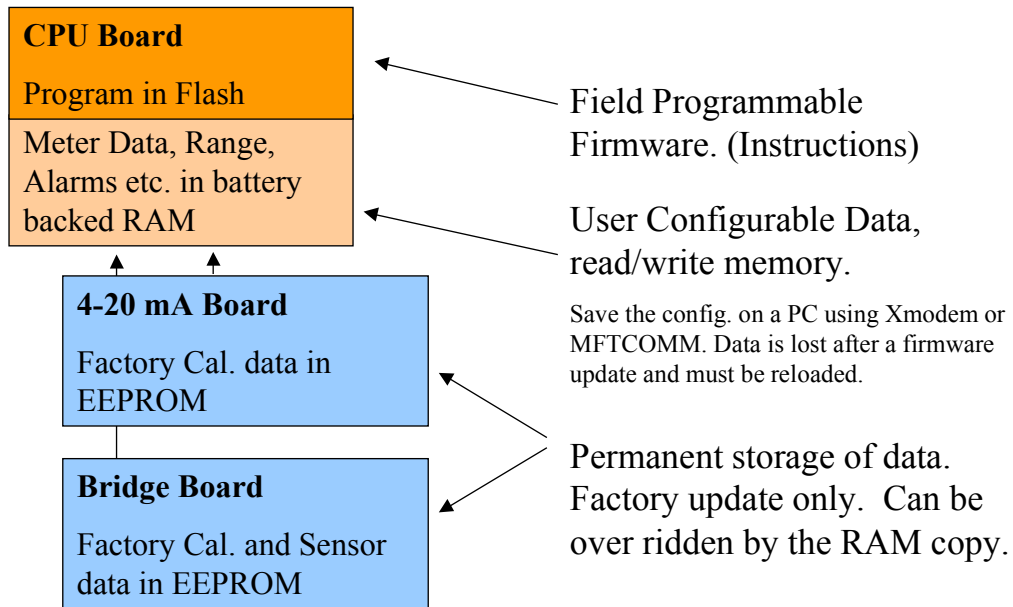 CPU Board
Program in Flash
Meter Data, Range,
Alarms etc. in battery
backed RAM
4-20 mA Board
Factory Cal. data in
EEPROM
Bridge Board
Factory Cal. and Sensor
data in EEPROM
Field Programmable
Firmware. (Instructions)
User Configurable Data,
read/write memory.
Save the config. on a PC using Xmodem or
MFTCOMM. Data is lost after a firmware
update and must be reloaded.
Permanent storage of data.
Factory update only.  Can be
over ridden by the RAM copy.